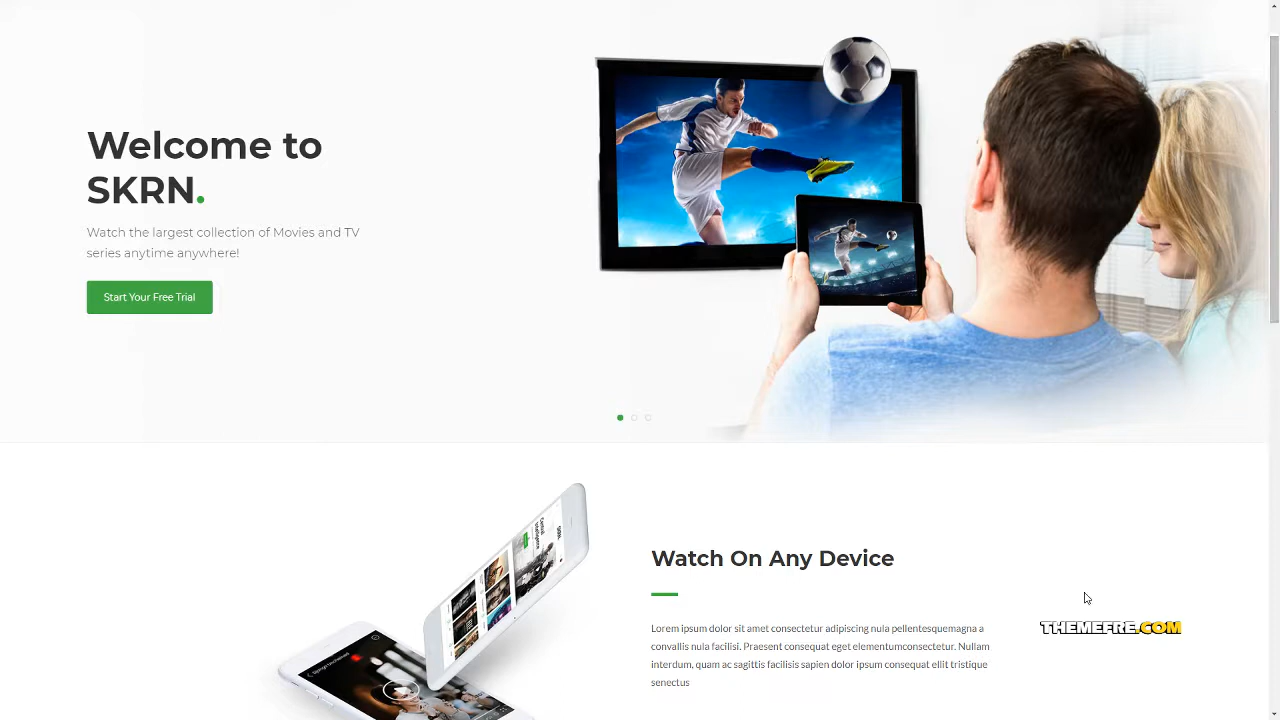 Welcome to
SKRN.
Watch the largest collection of Movies and TV
series anytime anywhere!
Start Your Free Trial
Watch On Any Device
Lorem ipsum dolor sit amet consectetur adipiscing nula pellentesquemagna a
convallis nula facilisi. Praesent consequat eget elementumconsectetur. Nullam
interdum, quam ac sagittis facilisis sapien dolor ipsum consequat ellit tristique
senectus
THEMEFRE.COM